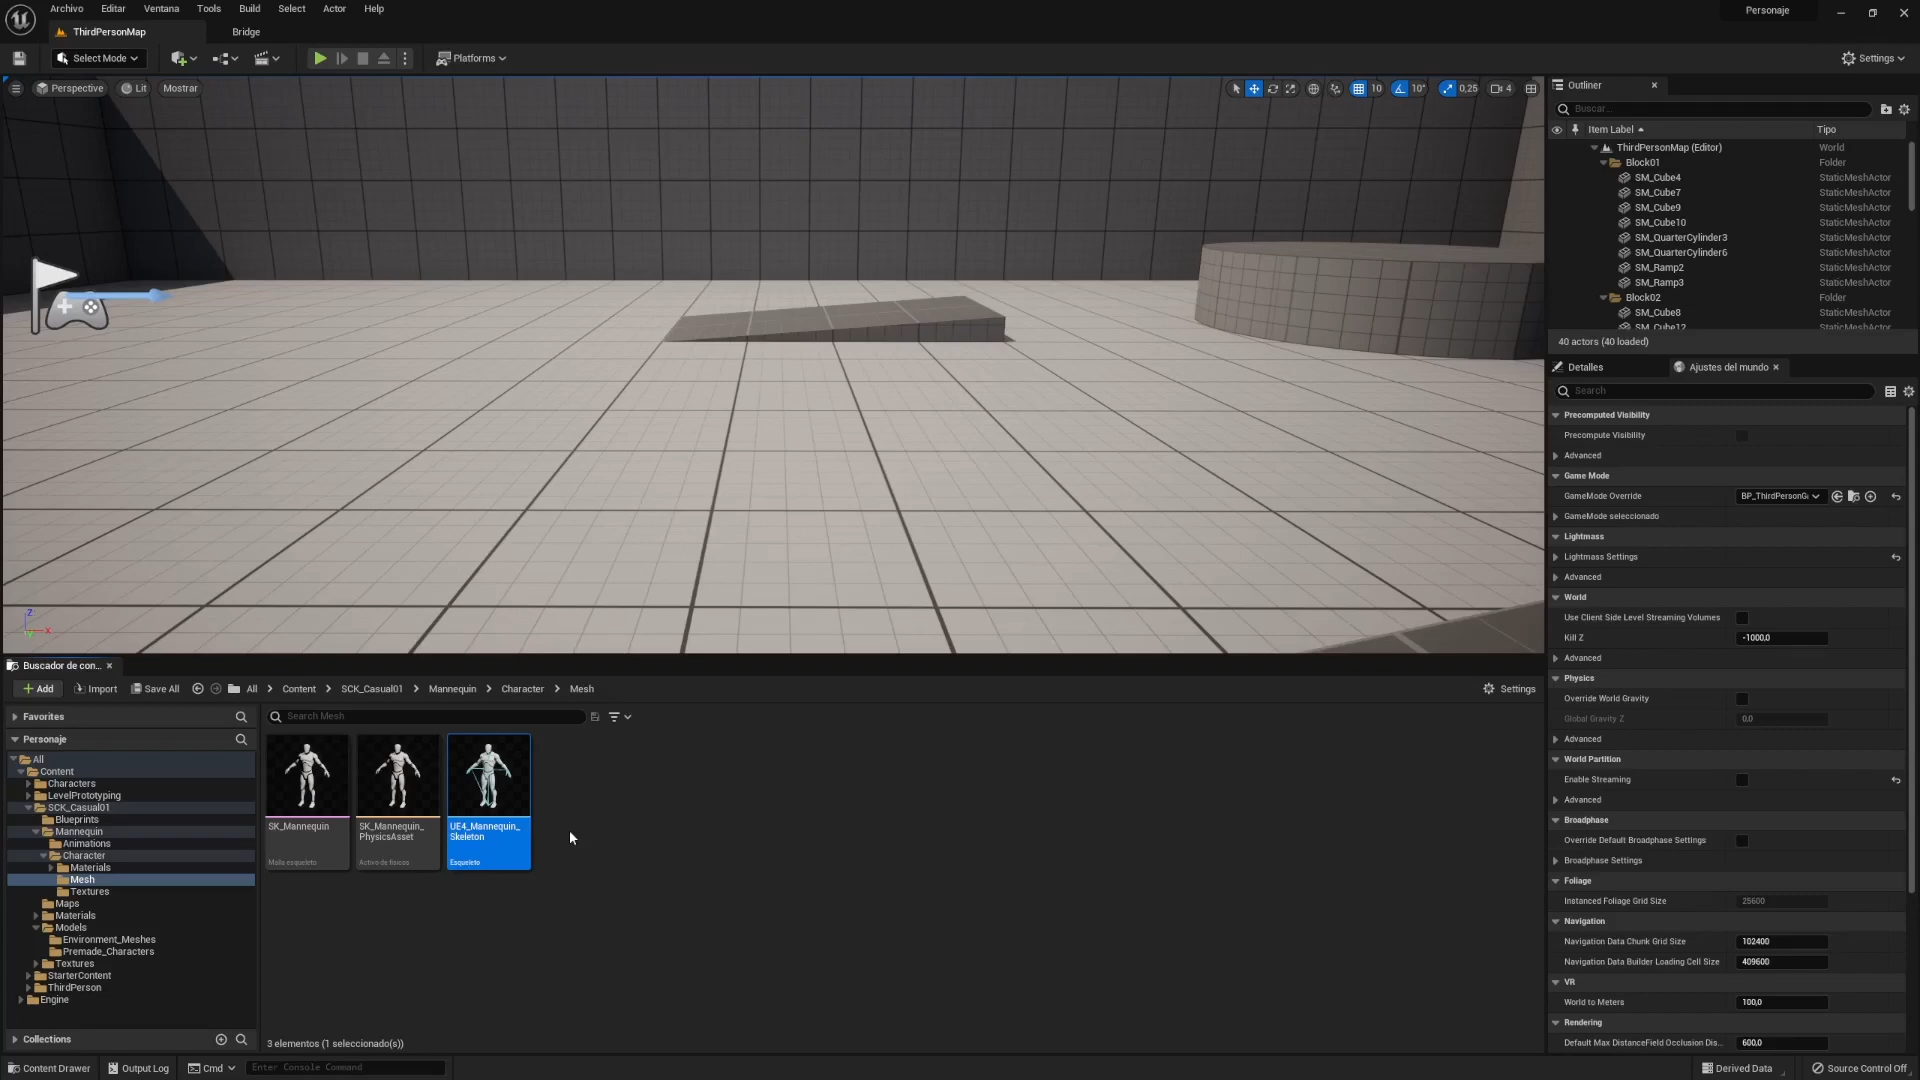 Archivo Editar Ventana Tools Build Select Actor Help
Personaje
ThirdPersonMap
Bridge
Select Mode
Platforms
Settings
Perspective
Lit
Mostrar
10
10°
0,25
4
Outliner
Buscar...
Item Label
Tipo
ThirdPersonMap (Editor) World
Block01 Folder
SM_Cube4 StaticMeshActor
SM_Cube7 StaticMeshActor
SM_Cube9 StaticMeshActor
SM_Cube10 StaticMeshActor
SM_QuarterCylinder3 StaticMeshActor
SM_QuarterCylinder6 StaticMeshActor
SM_Ramp2 StaticMeshActor
SM_Ramp3 StaticMeshActor
Block02 Folder
SM_Cube8 StaticMeshActor
SM_Cube12 StaticMeshActor
40 actors (40 loaded)
Detalles
Ajustes del mundo
Search
Precomputed Visibility
Precompute Visibility
Advanced
Game Mode
GameMode Override BP_ThirdPersonG
GameMode seleccionado
Lightmass
Lightmass Settings
Advanced
World
Use Client Side Level Streaming Volumes
Kill Z -1000,0
Advanced
Physics
Override World Gravity
Global Gravity Z 0.0
Advanced
World Partition
Enable Streaming
Advanced
Broadphase
Override Default Broadphase Settings
Broadphase Settings
Foliage
Instanced Foliage Grid Size 25600
Navigation
Navigation Data Chunk Grid Size 102400
Navigation Data Builder Loading Cell Size 409600
VR
World to Meters 100,0
Rendering
Default Max DistanceField Occlusion Dis... 600,0
Z
Y
X
Buscador de con...
Add
Import
Save All
All > Content > SCK_Casual01 > Mannequin > Character > Mesh
Settings
Favorites
Personaje
All
Content
Characters
LevelPrototyping
SCK_Casual01
Blueprints
Mannequin
Animations
Character
Materials
Mesh
Textures
Maps
Materials
Models
Environment_Meshes
Premade_Characters
Textures
StarterContent
ThirdPerson
Engine
Collections
Search Mesh
SK_Mannequin
Malla esqueleto
SK_Mannequin_
PhysicsAsset
Activo de físicas
UE4_Mannequin_
Skeleton
Esqueleto
3 elementos (1 seleccionado(s))
Content Drawer
Output Log
Cmd
Enter Console Command
Derived Data
Source Control Off